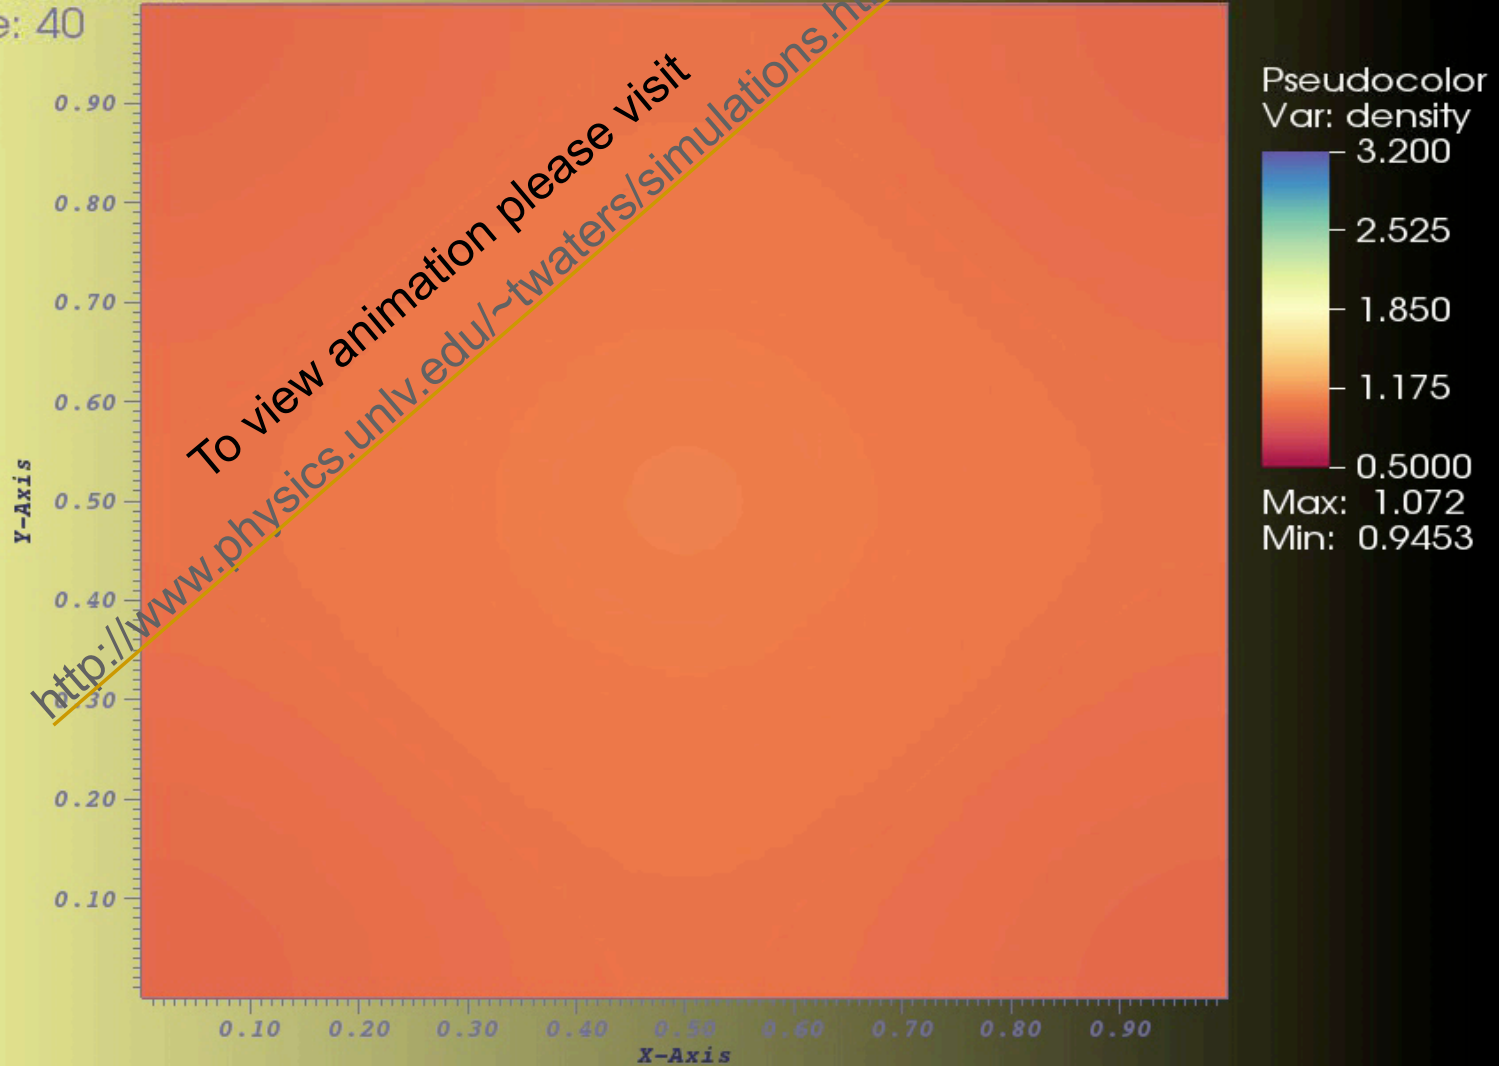 e: 40
To view animation please visit
http://www.physics.unlv.edu/~twaters/simulations.ht
Pseudocolor
Var: density
3.200
2.525
1.850
1.175
0.5000
Max: 1.072
Min: 0.9453
Y-Axis
0.90
0.80
0.70
0.60
0.50
0.40
0.30
0.20
0.10
0.10 0.20 0.30 0.40 0.50 0.60 0.70 0.80 0.90
X-Axis